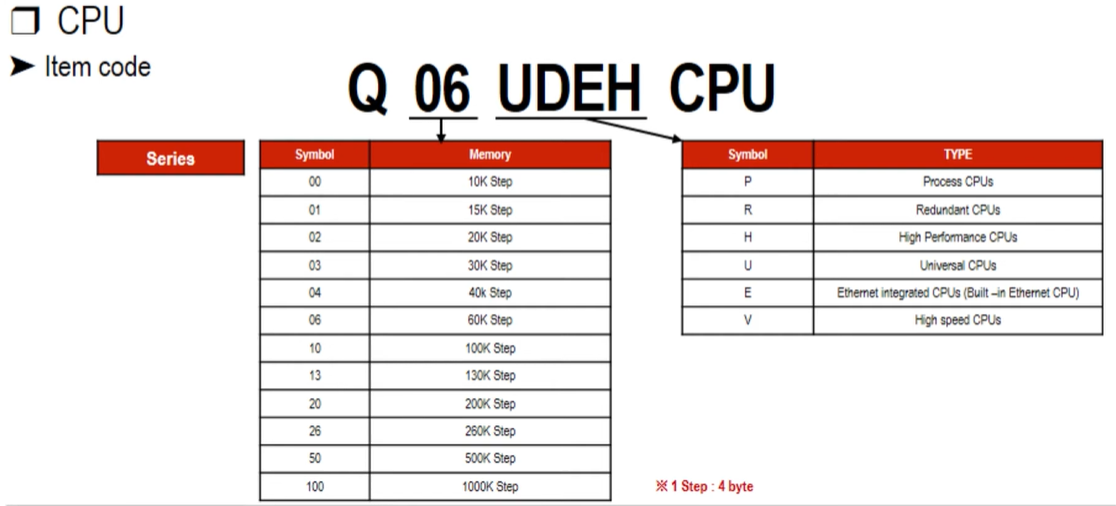 ❐ CPU
➤ Item code
Q 06 UDEH CPU
Series
Symbol Memory
00 10K Step
01 15K Step
02 20K Step
03 30K Step
04 40k Step
06 60K Step
10 100K Step
13 130K Step
20 200K Step
26 260K Step
50 500K Step
100 1000K Step
Symbol TYPE
P Process CPUs
R Redundant CPUs
H High Performance CPUs
U Universal CPUs
E Ethernet integrated CPUs (Built –in Ethernet CPU)
V High speed CPUs
※ 1 Step : 4 byte